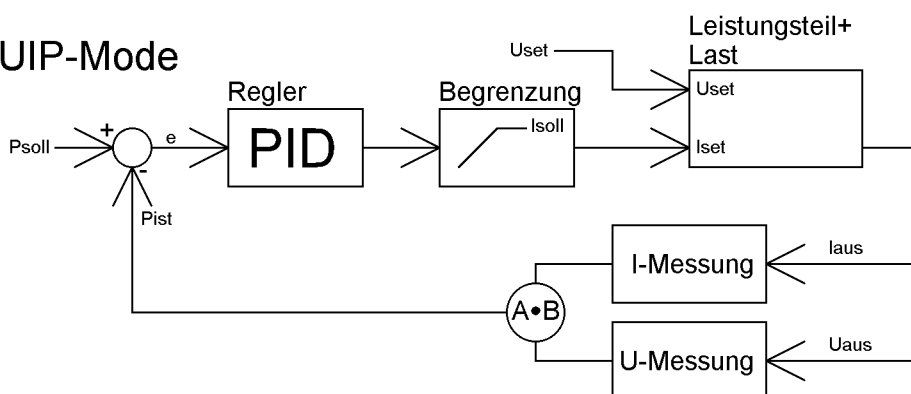 Leistungsteil+
Last
UIP-Mode
Uset
Uset
Regler
Begrenzung
Psoll
+
e
PID
Isoll
Iset
-
Pist
I-Messung
Iaus
A•B
U-Messung
Uaus